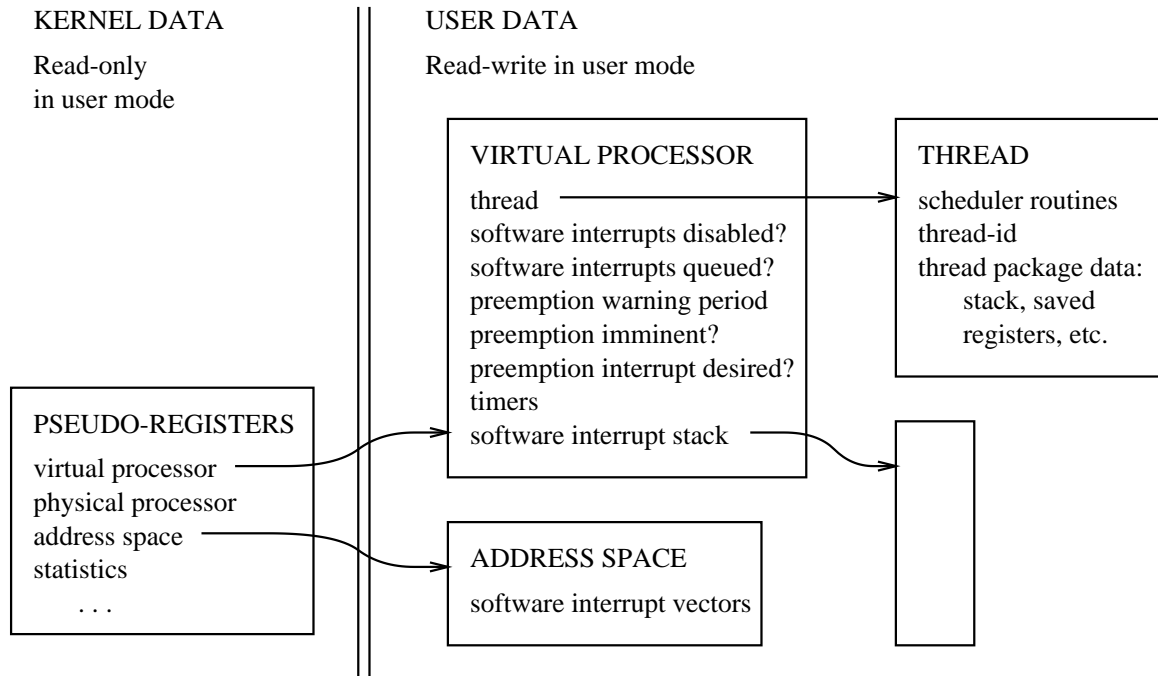 KERNEL DATA
Read-only
in user mode
USER DATA
Read-write in user mode
VIRTUAL PROCESSOR
thread
software interrupts disabled?
software interrupts queued?
preemption warning period
preemption imminent?
preemption interrupt desired?
timers
software interrupt stack
THREAD
scheduler routines
thread-id
thread package data:
stack, saved
registers, etc.
PSEUDO-REGISTERS
virtual processor
physical processor
address space
statistics
. . .
ADDRESS SPACE
software interrupt vectors